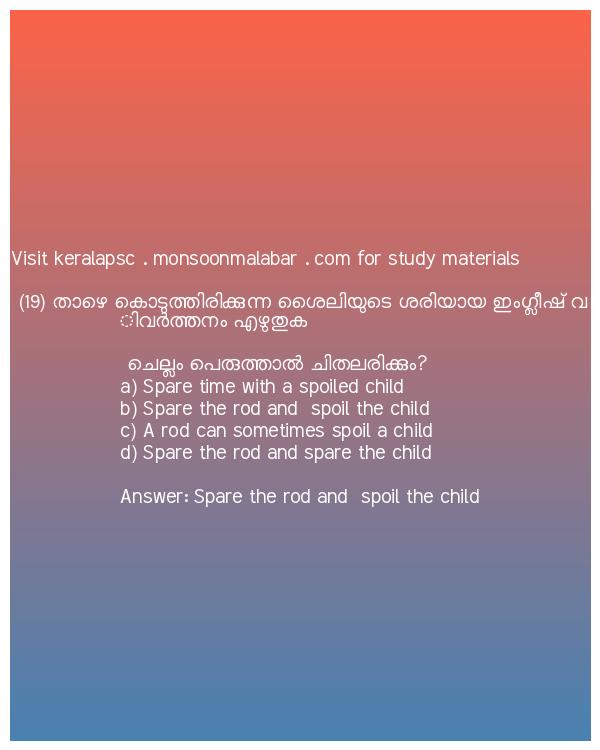 Visit keralapsc . monsoonmalabar . com for study materials
(19) താഴെ കൊടുത്തിരിക്കുന്ന ശൈലിയുടെ ശരിയായ ഇംഗ്ലീഷ് വ
ിവർത്തനം എഴുതുക
ചെല്ലം പെരുത്താൽ ചിതലരിക്കും?
a) Spare time with a spoiled child
b) Spare the rod and  spoil the child
c) A rod can sometimes spoil a child
d) Spare the rod and spare the child
Answer: Spare the rod and  spoil the child